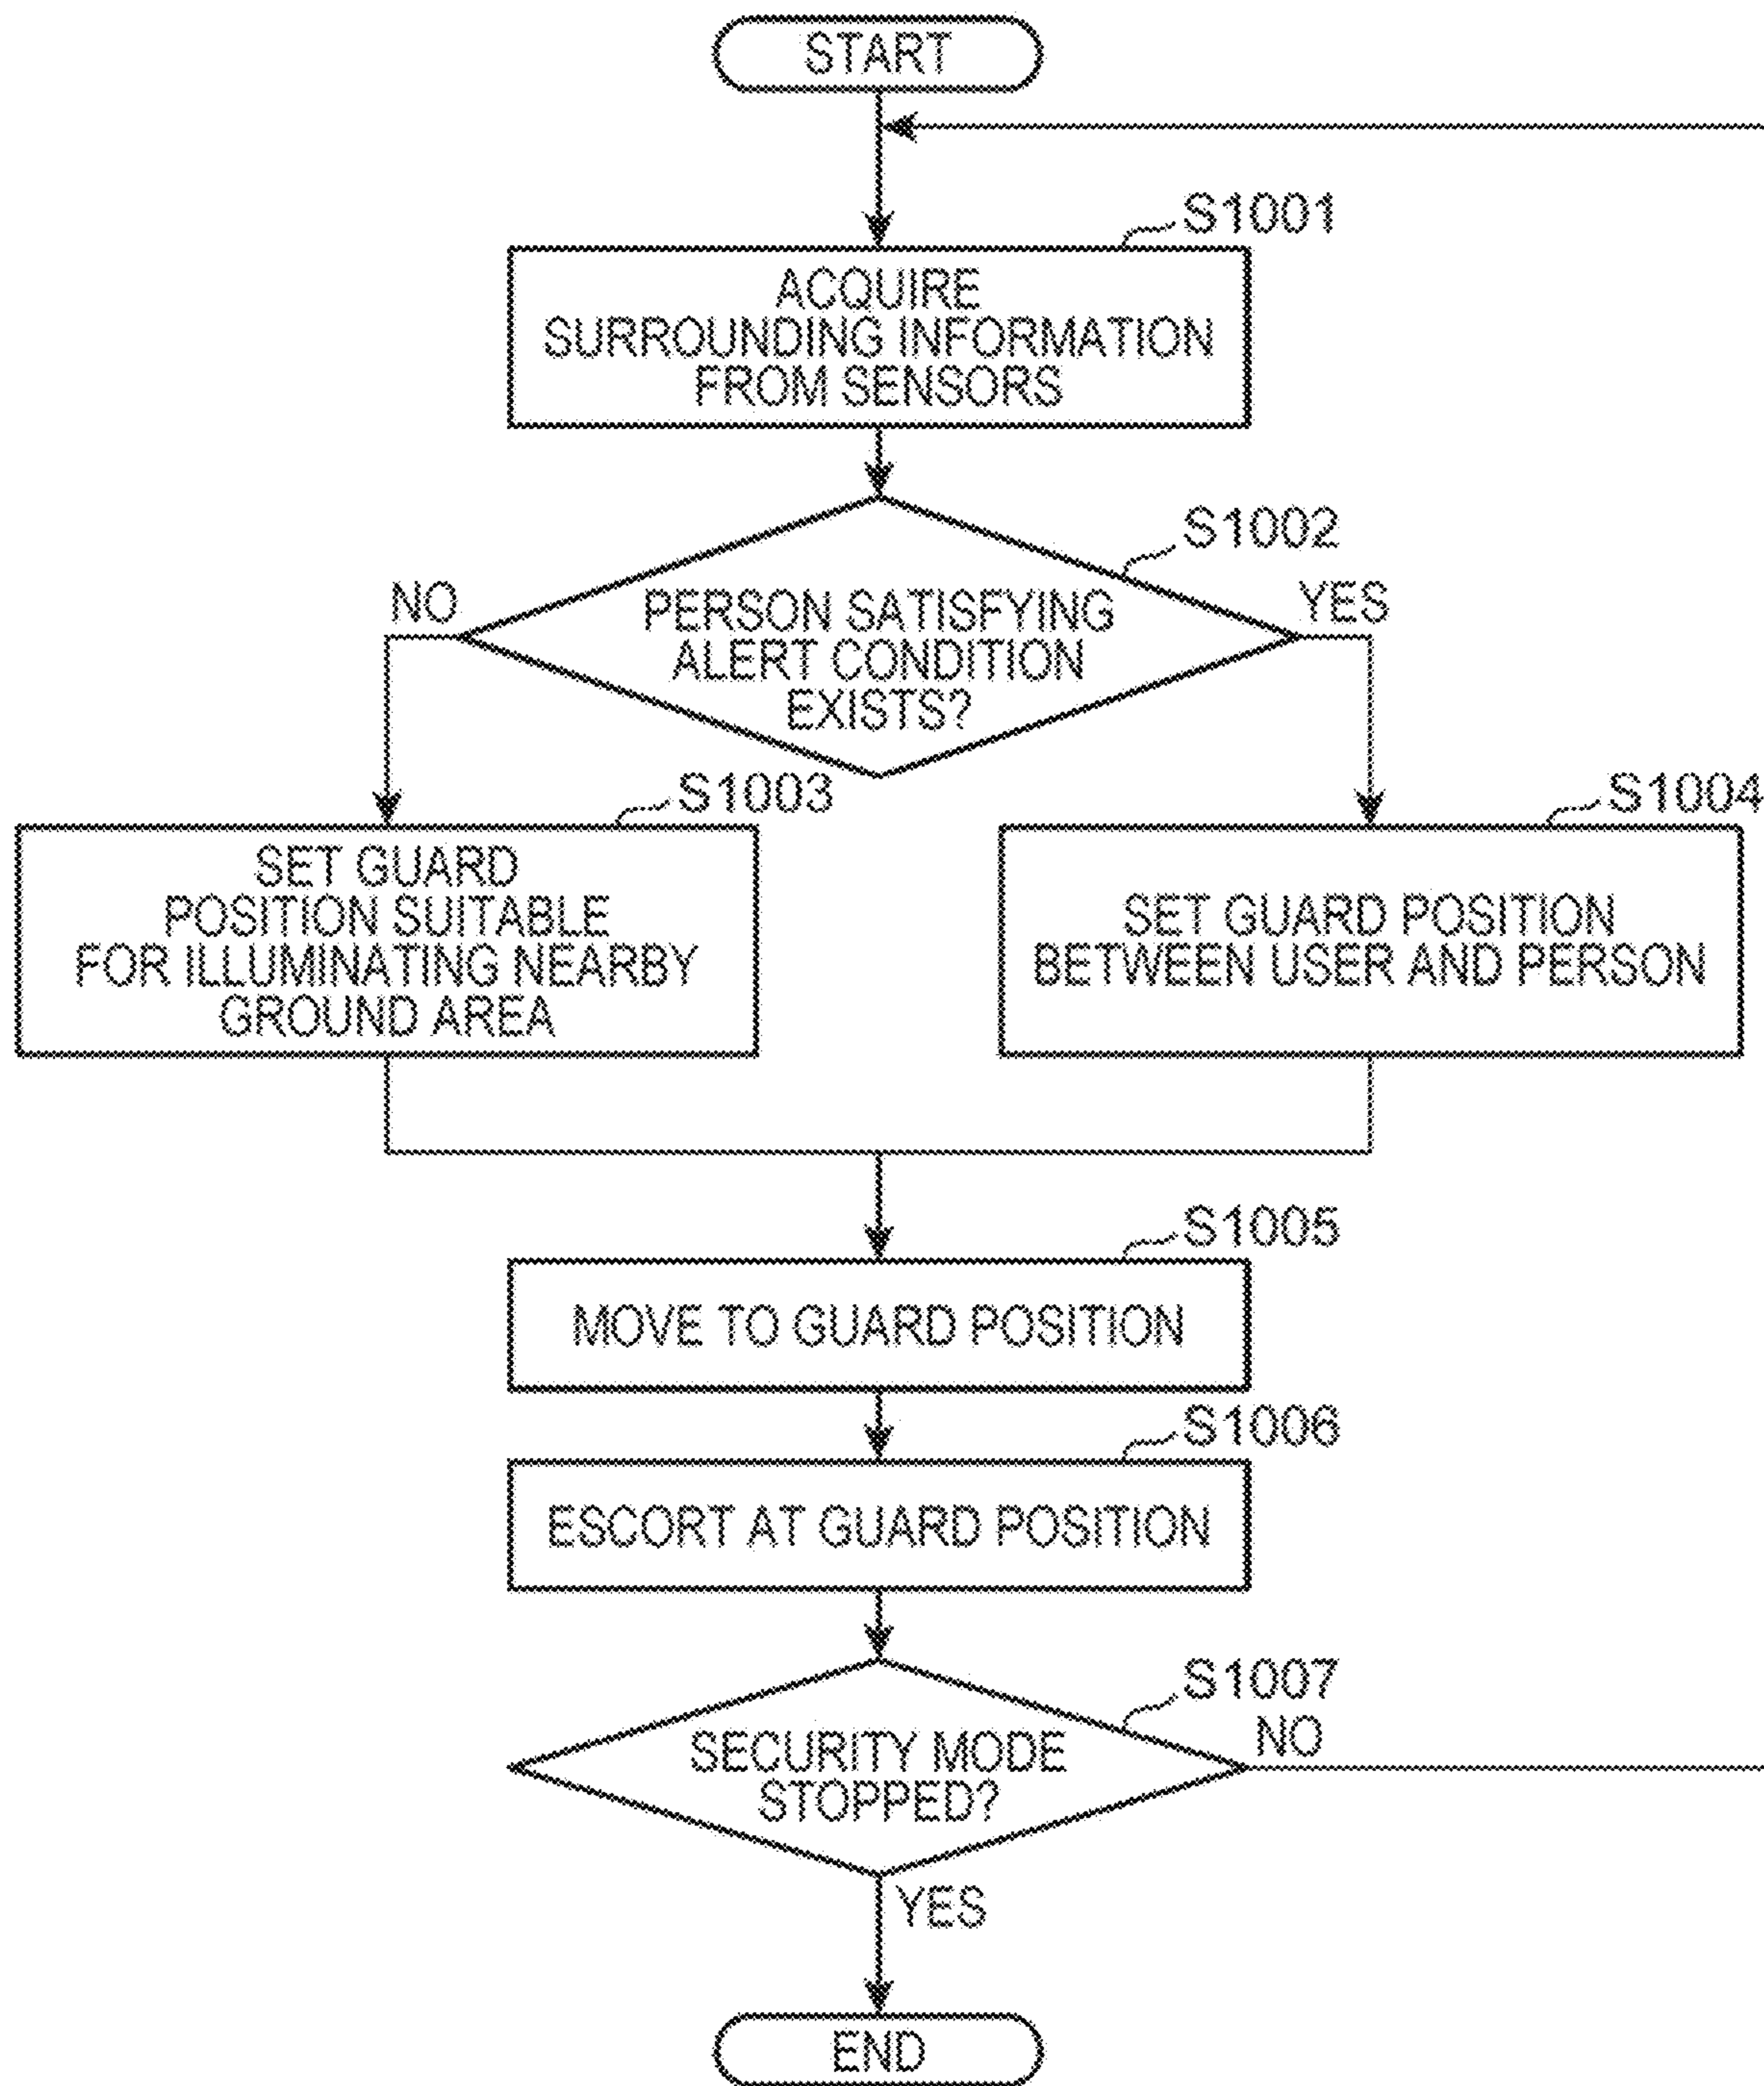 START
S1001
ACQUIRE
SURROUNDING INFORMATION
FROM SENSORS
S1002
NO
YES
PERSON SATISFYING
ALERT CONDITION
EXISTS?
S1003
S1004
SET GUARD
POSITION SUITABLE
FOR ILLUMINATING NEARBY
GROUND AREA
SET GUARD POSITION
BETWEEN USER AND PERSON
S1005
MOVE TO GUARD POSITION
S1006
ESCORT AT GUARD POSITION
S1007
NO
SECURITY MODE
STOPPED?
YES
END